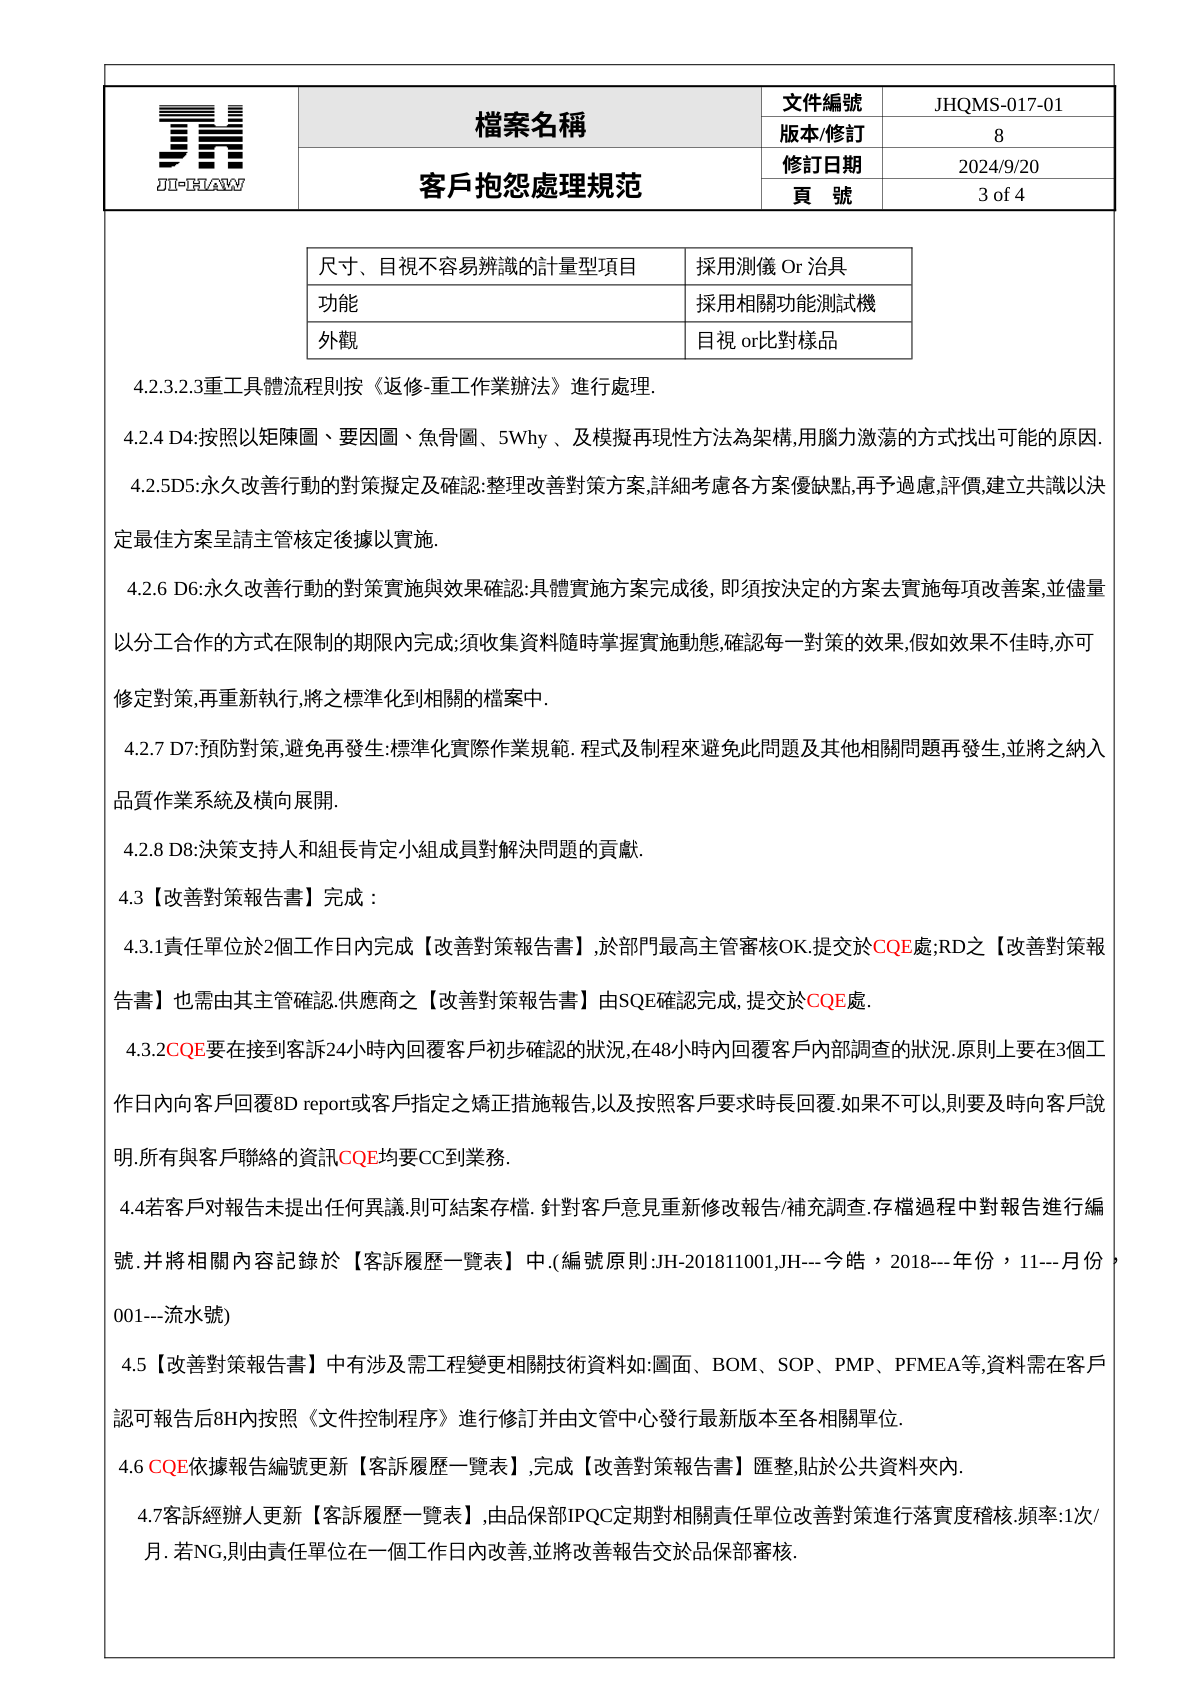 JI-HAW
檔案名稱
客戶抱怨處理規范
文件編號 JHQMS-017-01
版本/修訂 8
修訂日期 2024/9/20
頁 號 3 of 4
尺寸、目視不容易辨識的計量型項目 採用測儀 Or 治具
功能 採用相關功能測試機
外觀 目視 or比對樣品
4.2.3.2.3重工具體流程則按《返修-重工作業辦法》進行處理.
4.2.4 D4:按照以矩陳圖、要因圖、魚骨圖、5Why 、及模擬再現性方法為架構,用腦力激蕩的方式找出可能的原因.
4.2.5D5:永久改善行動的對策擬定及確認:整理改善對策方案,詳細考慮各方案優缺點,再予過慮,評價,建立共識以決
定最佳方案呈請主管核定後據以實施.
4.2.6 D6:永久改善行動的對策實施與效果確認:具體實施方案完成後, 即須按決定的方案去實施每項改善案,並儘量
以分工合作的方式在限制的期限內完成;須收集資料隨時掌握實施動態,確認每一對策的效果,假如效果不佳時,亦可
修定對策,再重新執行,將之標準化到相關的檔案中.
4.2.7 D7:預防對策,避免再發生:標準化實際作業規範. 程式及制程來避免此問題及其他相關問題再發生,並將之納入
品質作業系統及橫向展開.
4.2.8 D8:決策支持人和組長肯定小組成員對解決問題的貢獻.
4.3【改善對策報告書】完成：
4.3.1責任單位於2個工作日內完成【改善對策報告書】,於部門最高主管審核OK.提交於CQE處;RD之【改善對策報
告書】也需由其主管確認.供應商之【改善對策報告書】由SQE確認完成, 提交於CQE處.
4.3.2CQE要在接到客訴24小時內回覆客戶初步確認的狀況,在48小時內回覆客戶內部調查的狀況.原則上要在3個工
作日內向客戶回覆8D report或客戶指定之矯正措施報告,以及按照客戶要求時長回覆.如果不可以,則要及時向客戶說
明.所有與客戶聯絡的資訊CQE均要CC到業務.
4.4若客戶对報告未提出任何異議.則可結案存檔. 針對客戶意見重新修改報告/補充調查.存檔過程中對報告進行編
號.并將相關內容記錄於【客訴履歷一覽表】中.(編號原則:JH-201811001,JH---今皓，2018---年份，11---月份，
001---流水號)
4.5【改善對策報告書】中有涉及需工程變更相關技術資料如:圖面、BOM、SOP、PMP、PFMEA等,資料需在客戶
認可報告后8H內按照《文件控制程序》進行修訂并由文管中心發行最新版本至各相關單位.
4.6 CQE依據報告編號更新【客訴履歷一覽表】,完成【改善對策報告書】匯整,貼於公共資料夾內.
4.7客訴經辦人更新【客訴履歷一覽表】,由品保部IPQC定期對相關責任單位改善對策進行落實度稽核.頻率:1次/
月. 若NG,則由責任單位在一個工作日內改善,並將改善報告交於品保部審核.